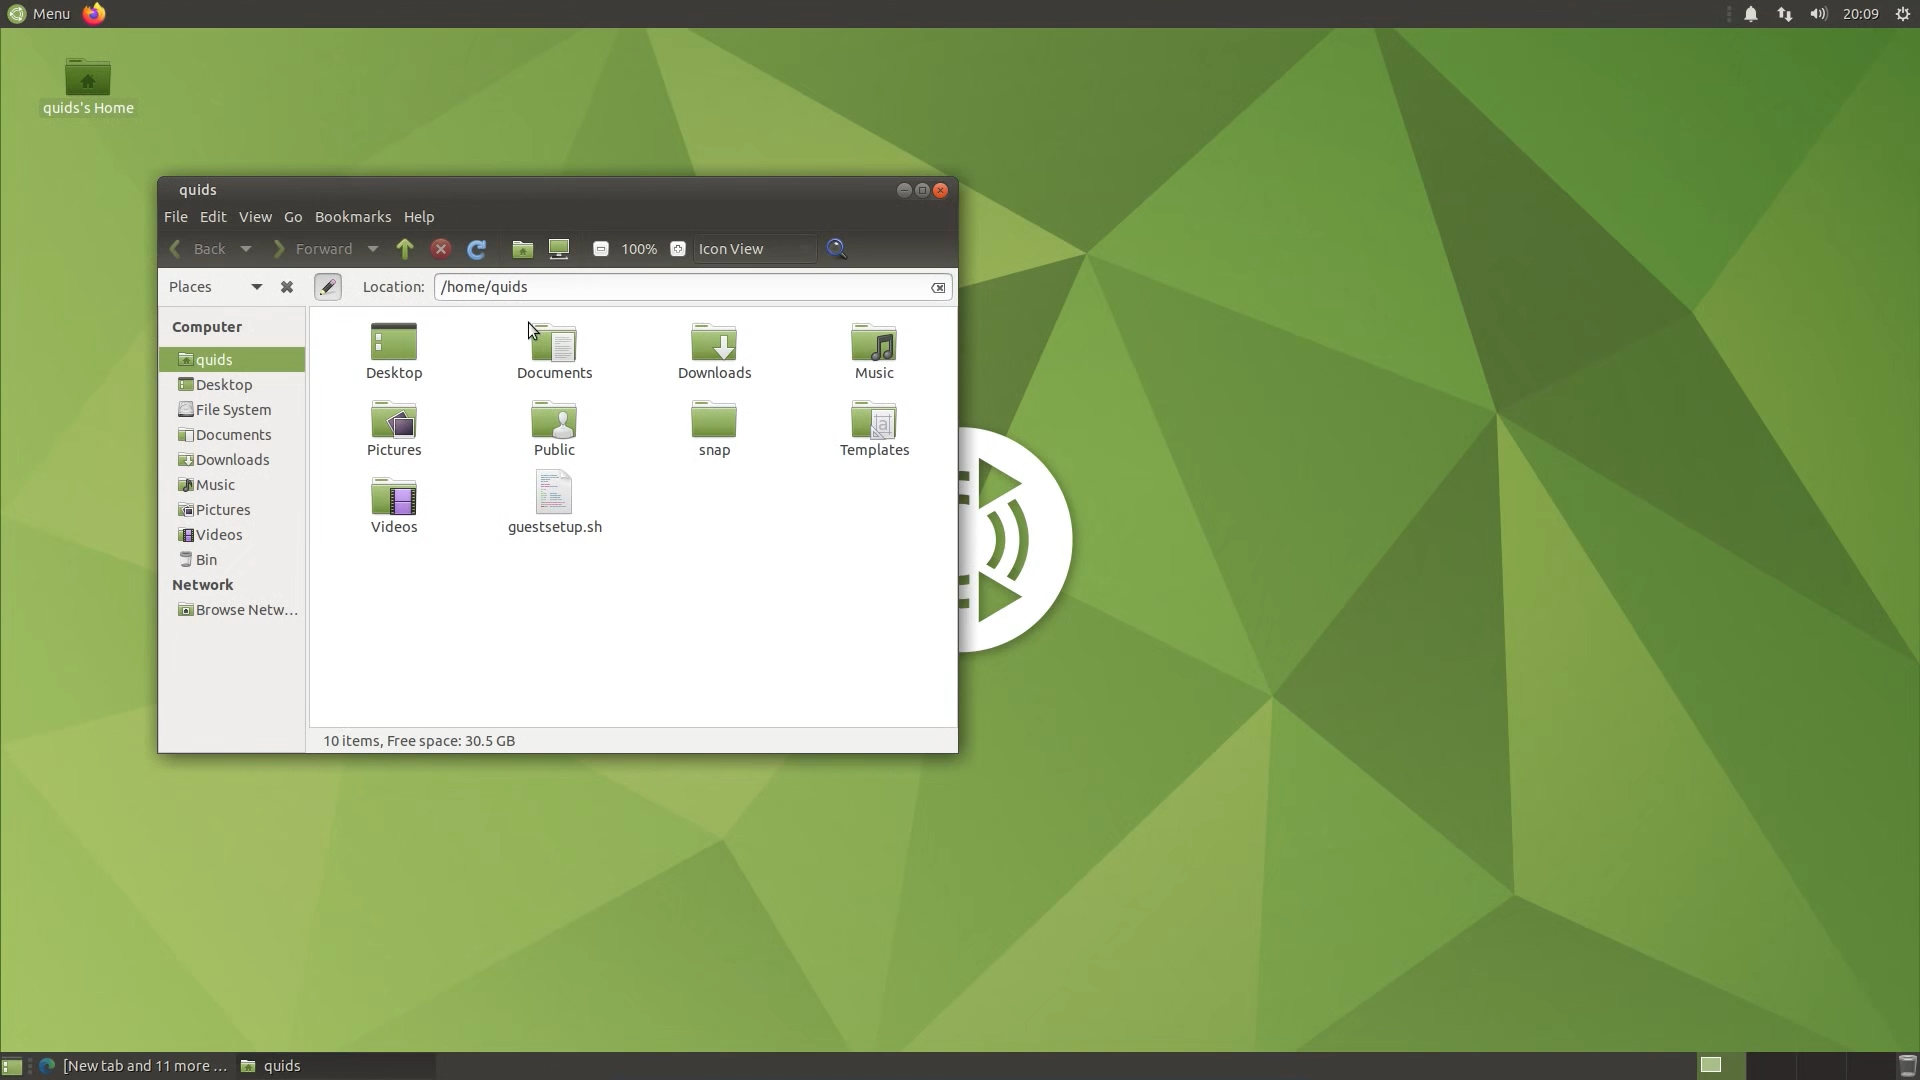 Menu
20:09
quids's Home
quids
File Edit View Go Bookmarks Help
Back Forward 100% Icon View
Places Location: /home/quids
Computer
quids
Desktop
File System
Documents
Downloads
Music
Pictures
Videos
Bin
Network
Browse Netw...
Desktop Documents Downloads Music
Pictures Public snap Templates
Videos guestsetup.sh
10 items, Free space: 30.5 GB
[New tab and 11 more ... quids